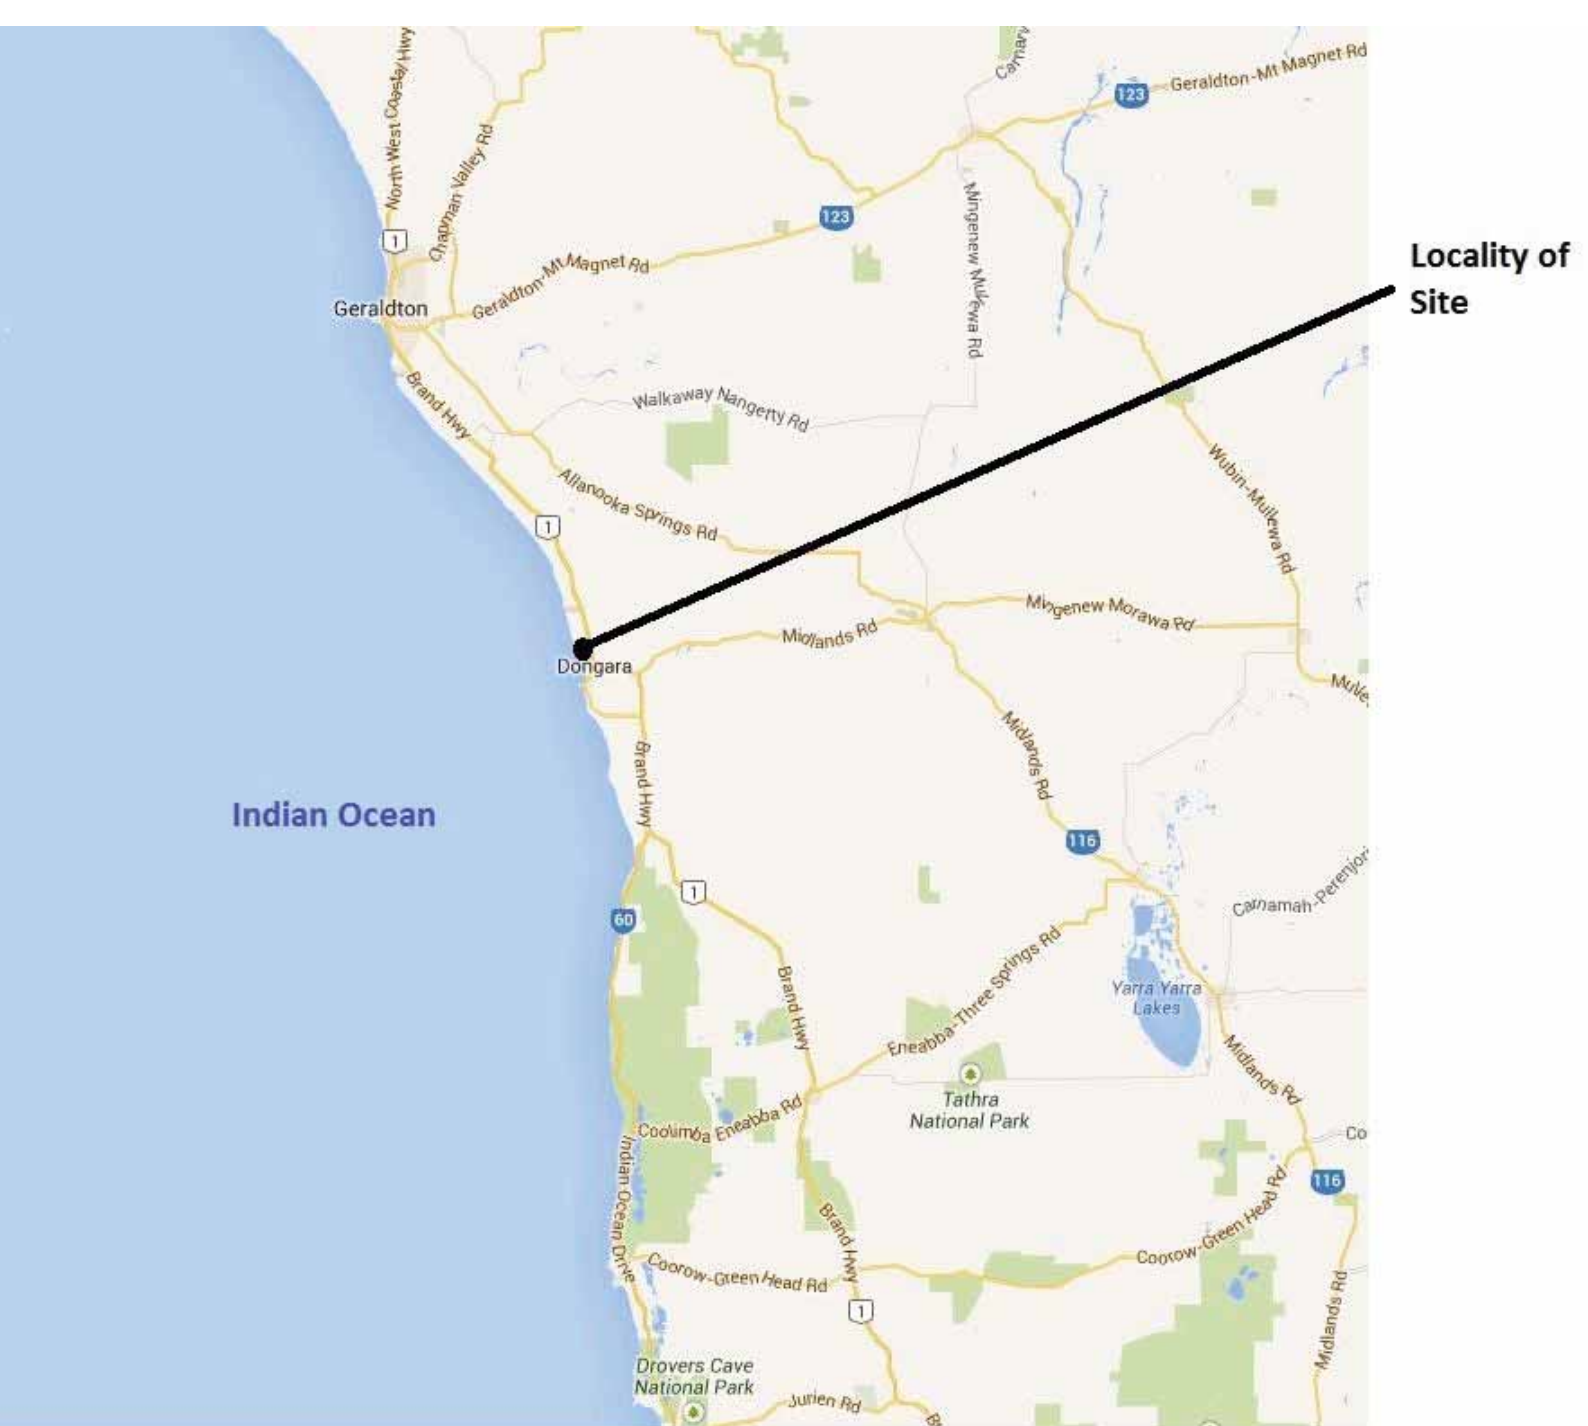 North West Coastal Hwy
Chapman Valley Rd
Carnarv
123
Geraldton-Mt Magnet Rd
123
1
Geraldton-Mt Magnet Rd
Mingenew Mullewa Rd
Locality of
Site
Geraldton
Brand Hwy
Walkaway Nangerty Rd
Allanooka Springs Rd
Wubin-Mullewa Rd
1
Mingenew Morawa Rd
Midlands Rd
Dongara
Mulle
Midlands Rd
Brand Hwy
Indian Ocean
116
1
Carnamah-Perenjori
60
Brand Hwy
Eneabba-Three Springs Rd
Yarra Yarra
Lakes
Midlands Rd
Tathra
National Park
Coolimba Eneabba Rd
Co
Indian Ocean Drive
116
Brand Hwy
Coorow-Green Head Rd
Coorow-Green Head Rd
1
Midlands Rd
Drovers Cave
National Park
Jurien Rd
B